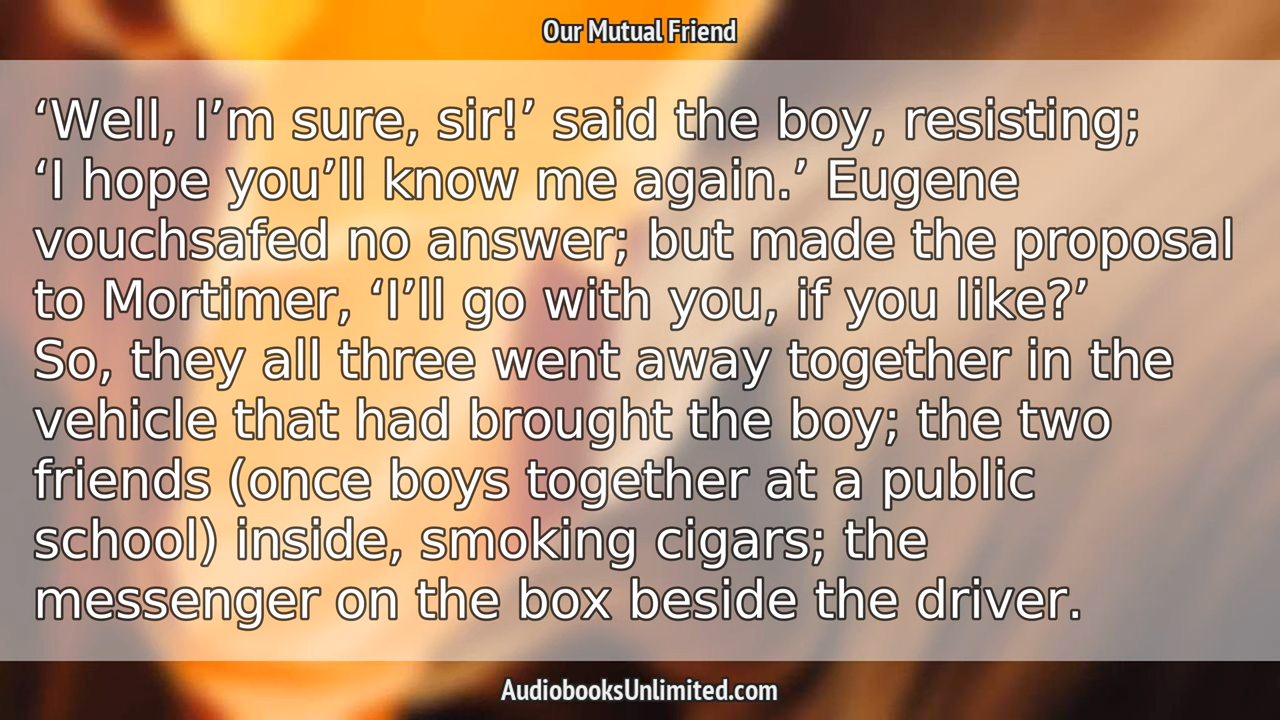 Our Mutual Friend
‘Well, I’m sure, sir!’ said the boy, resisting;
‘I hope you’ll know me again.’ Eugene
vouchsafed no answer; but made the proposal
to Mortimer, ‘I’ll go with you, if you like?’
So, they all three went away together in the
vehicle that had brought the boy; the two
friends (once boys together at a public
school) inside, smoking cigars; the
messenger on the box beside the driver.
AudiobooksUnlimited.com